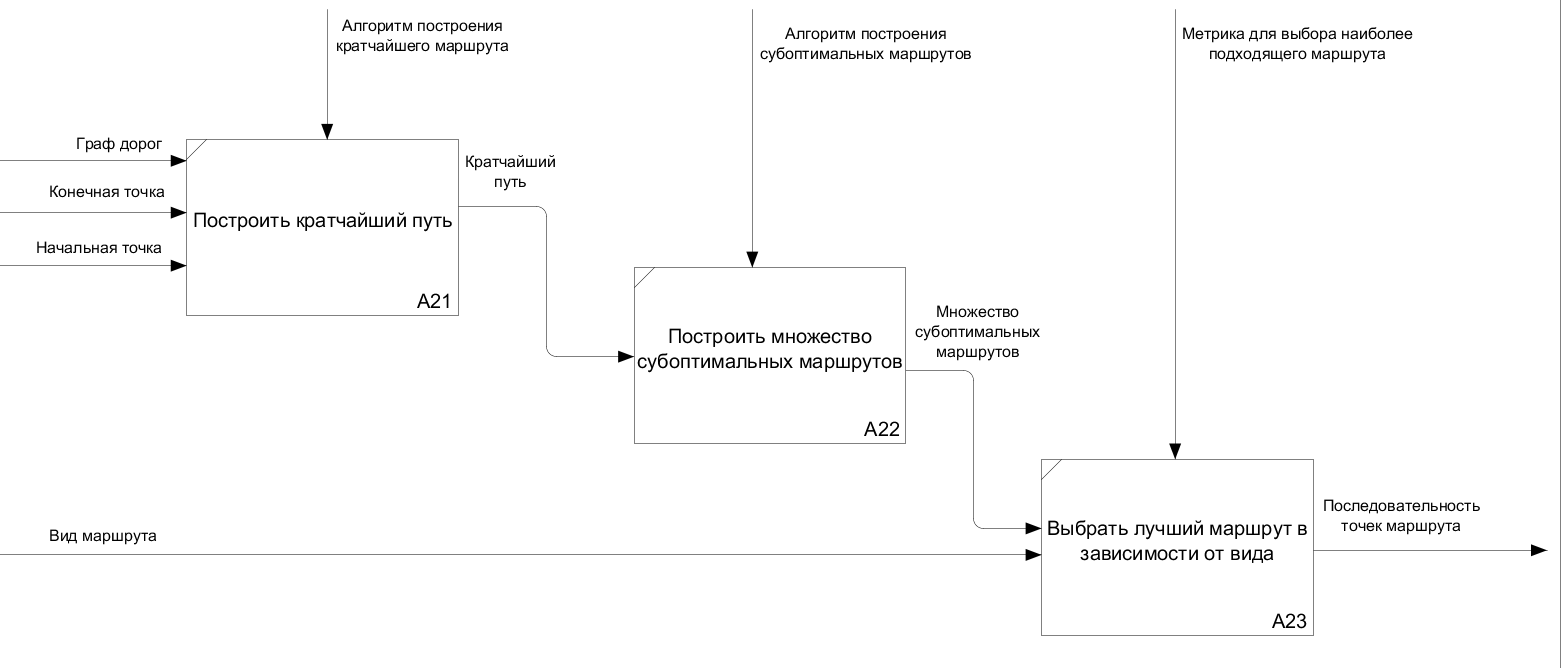 Алгоритм построения
кратчайшего маршрута
Алгоритм построения
субоптимальных маршрутов
Метрика для выбора наиболее
подходящего маршрута
Граф дорог
Конечная точка
Начальная точка
Построить кратчайший путь
A21
Кратчайший
путь
Построить множество
субоптимальных маршрутов
A22
Множество
субоптимальных
маршрутов
Вид маршрута
Выбрать лучший маршрут в
зависимости от вида
A23
Последовательность
точек маршрута